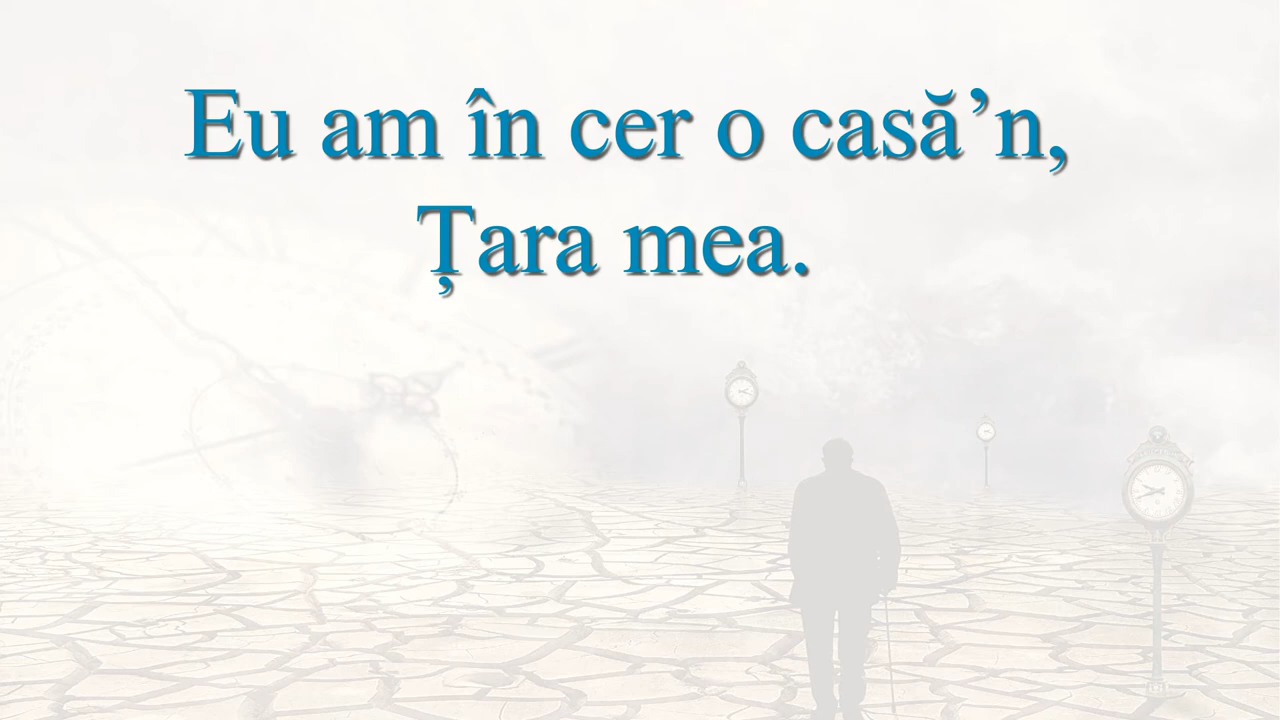 Eu am în cer o casă’n,
Țara mea.